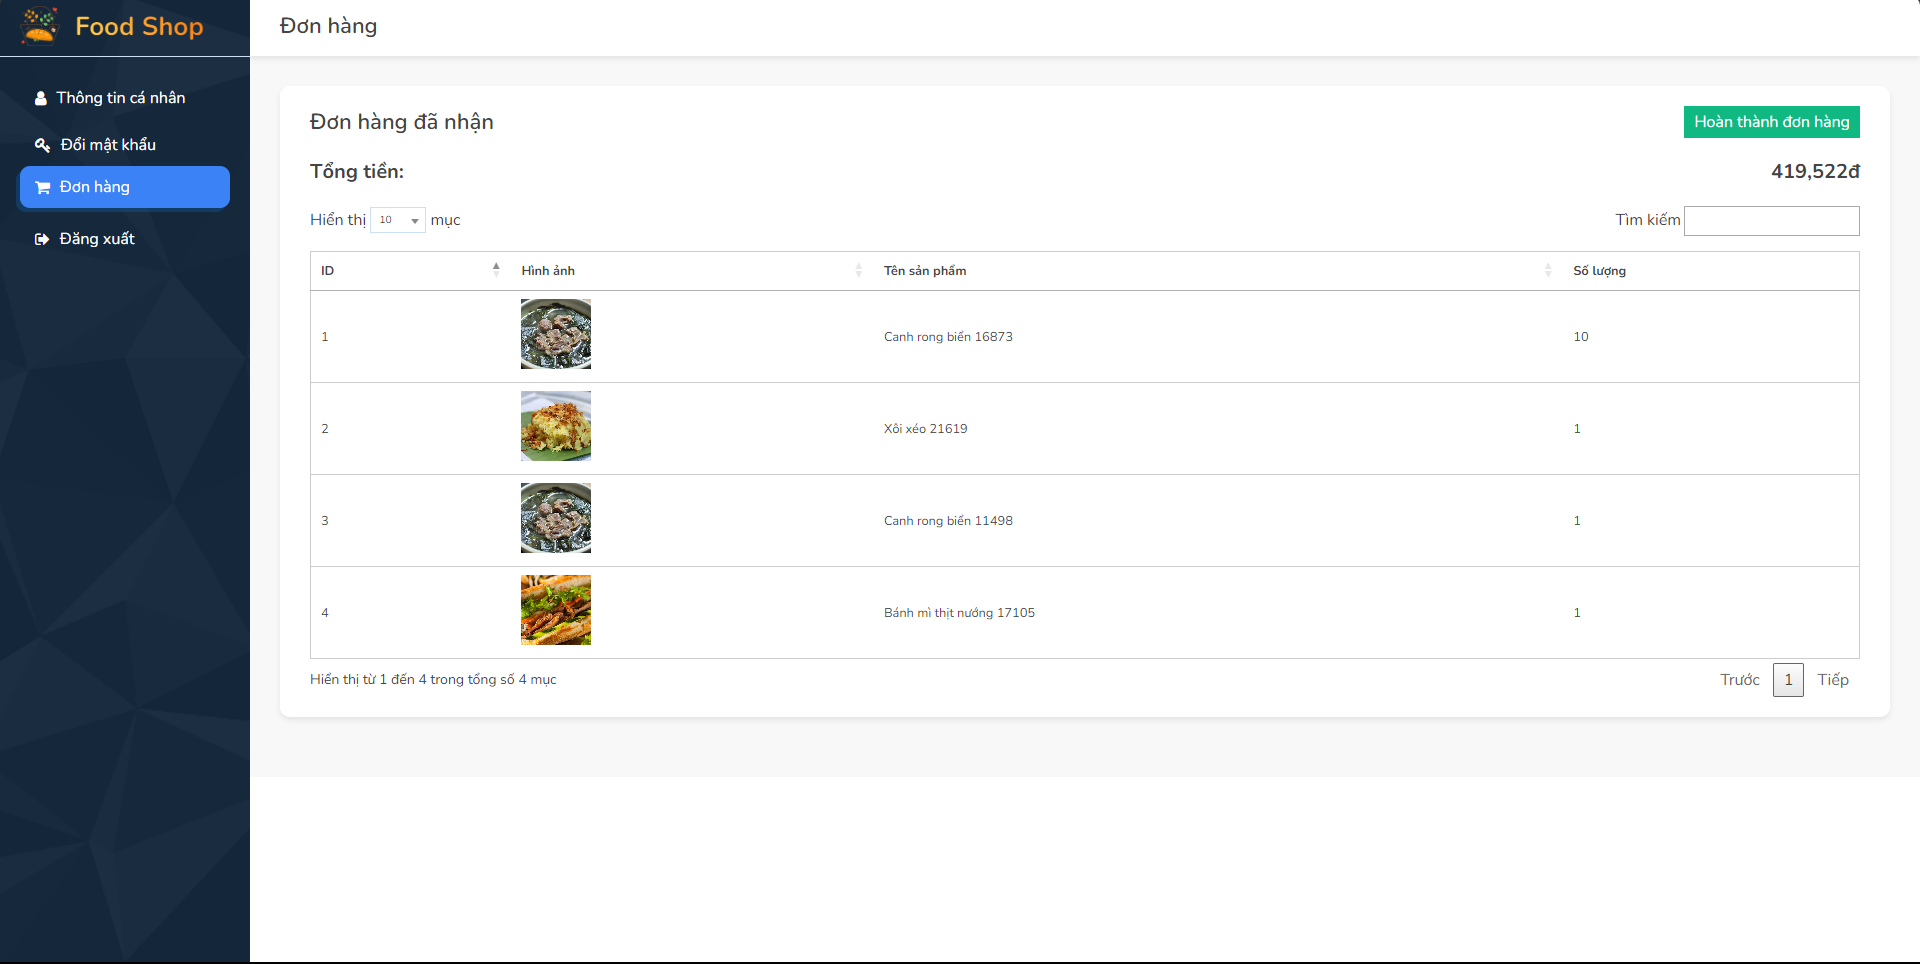 Food Shop
Đơn hàng
Thông tin cá nhân
Đổi mật khẩu
Đơn hàng
Đăng xuất
Đơn hàng đã nhận
Hoàn thành đơn hàng
Tổng tiền: 419,522đ
Hiển thị 10 mục
Tìm kiếm
ID Hình ảnh Tên sản phẩm Số lượng
1 Canh rong biển 16873 10
2 Xôi xéo 21619 1
3 Canh rong biển 11498 1
4 Bánh mì thịt nướng 17105 1
Hiển thị từ 1 đến 4 trong tổng số 4 mục
Trước 1 Tiếp